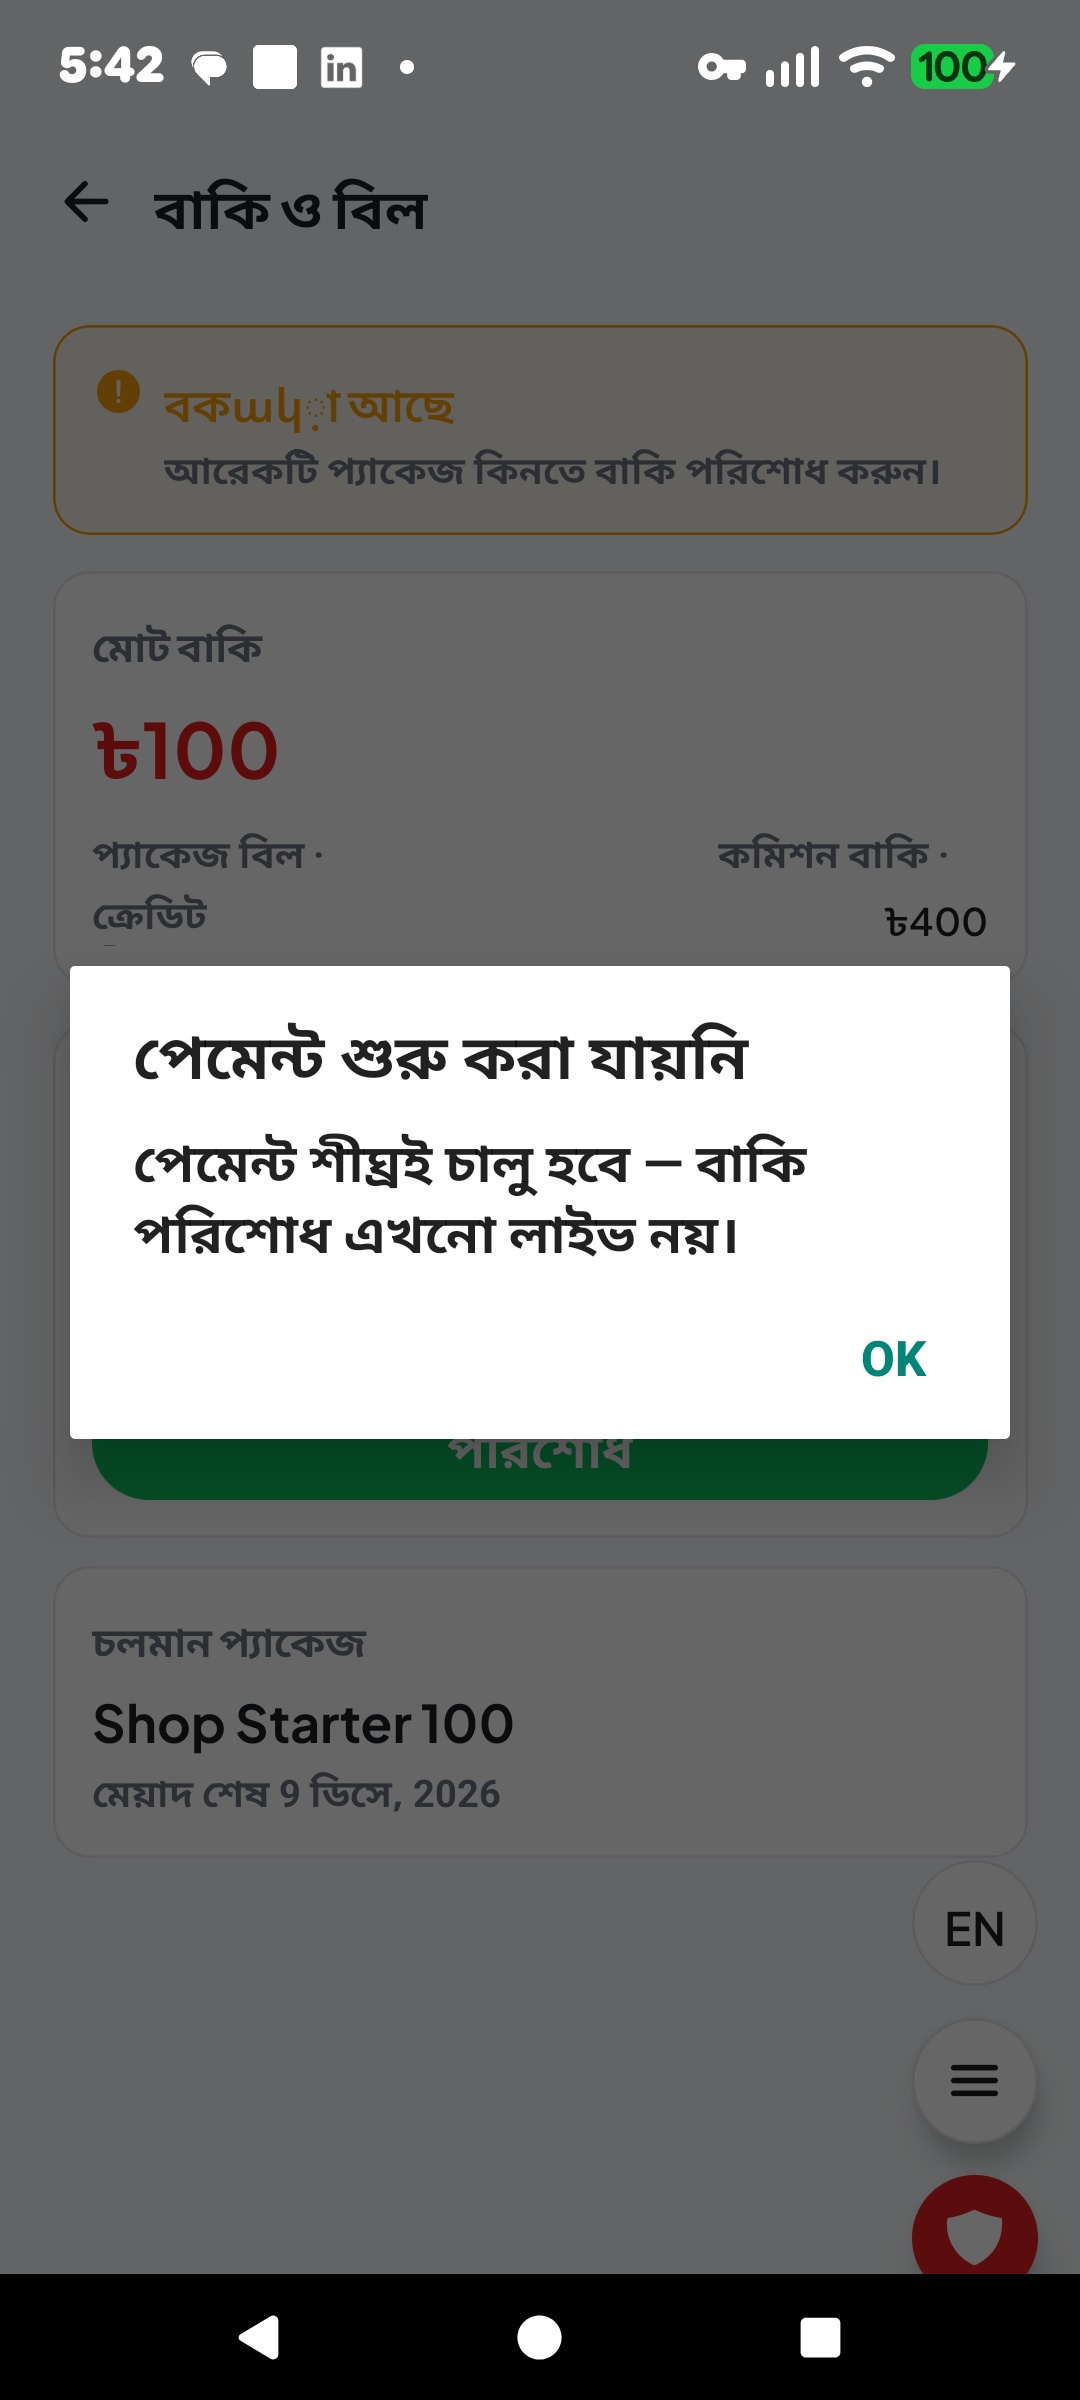 5:42
100
বাকি ও বিল
আরেকটি প্যাকেজ কিনতে বাকি পরিশোধ করুন।
আছে
মোট বাকি
৳100
প্যাকেজ বিল ·
ক্রেডিট
কমিশন বাকি ·
৳400
পেমেন্ট শুরু করা যায়নি
পেমেন্ট শীঘ্রই চালু হবে — বাকি
পরিশোধ এখনো লাইভ নয়।
OK
পরিশোধ
চলমান প্যাকেজ
Shop Starter 100
মেয়াদ শেষ 9 ডিসে, 2026
EN